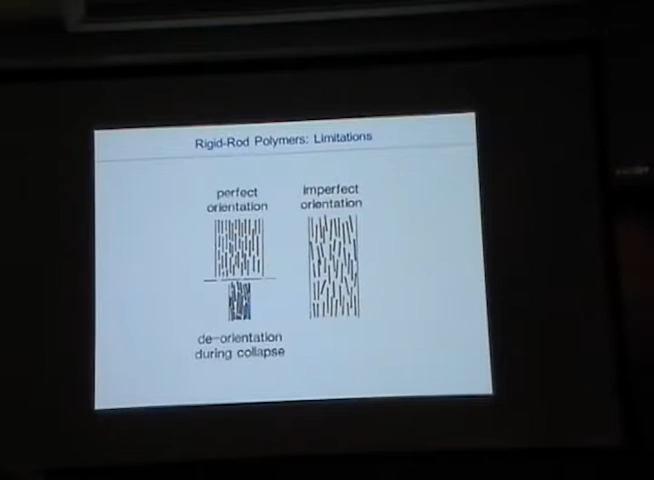 Rigid-Rod Polymers: Limitations
perfect
orientation
imperfect
orientation
de-orientation
during collapse